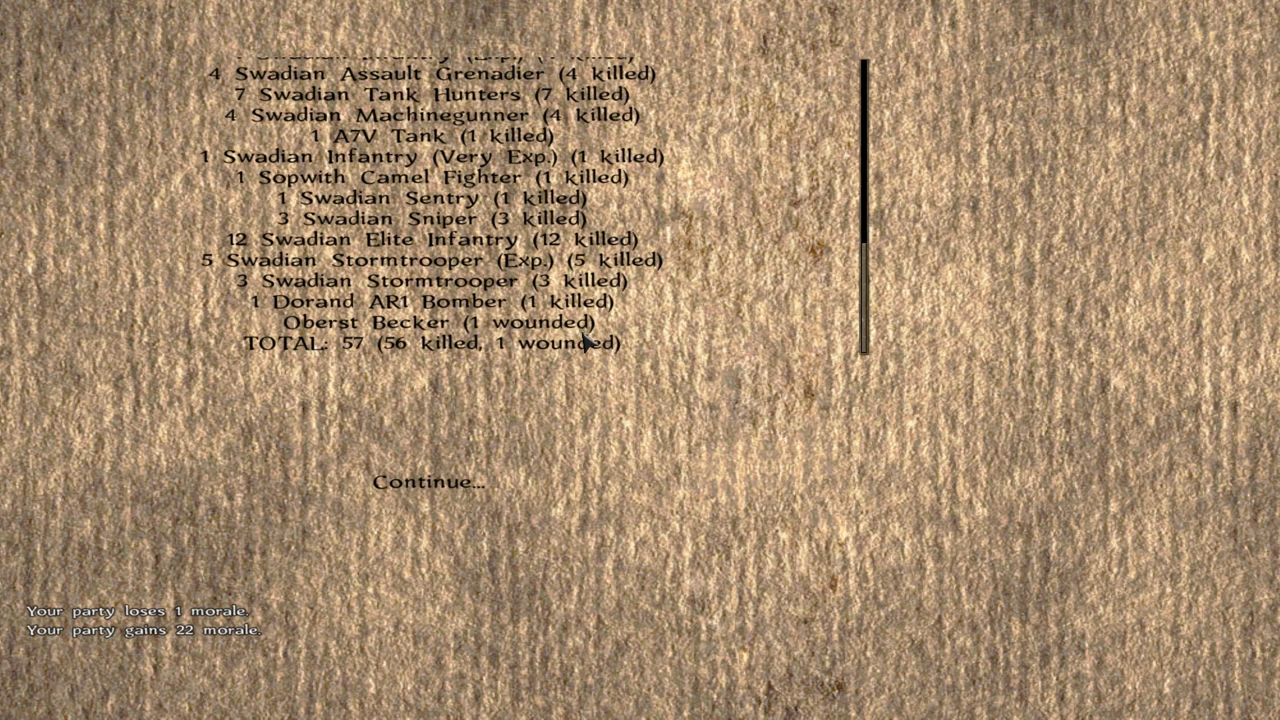 4 Swadian Assault Grenadier (4 killed)
7 Swadian Tank Hunters (7 killed)
4 Swadian Machinegunner (4 killed)
1 A7V Tank (1 killed)
1 Swadian Infantry (Very Exp.) (1 killed)
1 Sopwith Camel Fighter (1 killed)
1 Swadian Sentry (1 killed)
3 Swadian Sniper (3 killed)
12 Swadian Elite Infantry (12 killed)
5 Swadian Stormtrooper (Exp.) (5 killed)
3 Swadian Stormtrooper (3 killed)
1 Dorand AR1 Bomber (1 killed)
Oberst Becker (1 wounded)
TOTAL: 57 (56 killed, 1 wounded)
Continue...
Your party loses 1 morale.
Your party gains 22 morale.